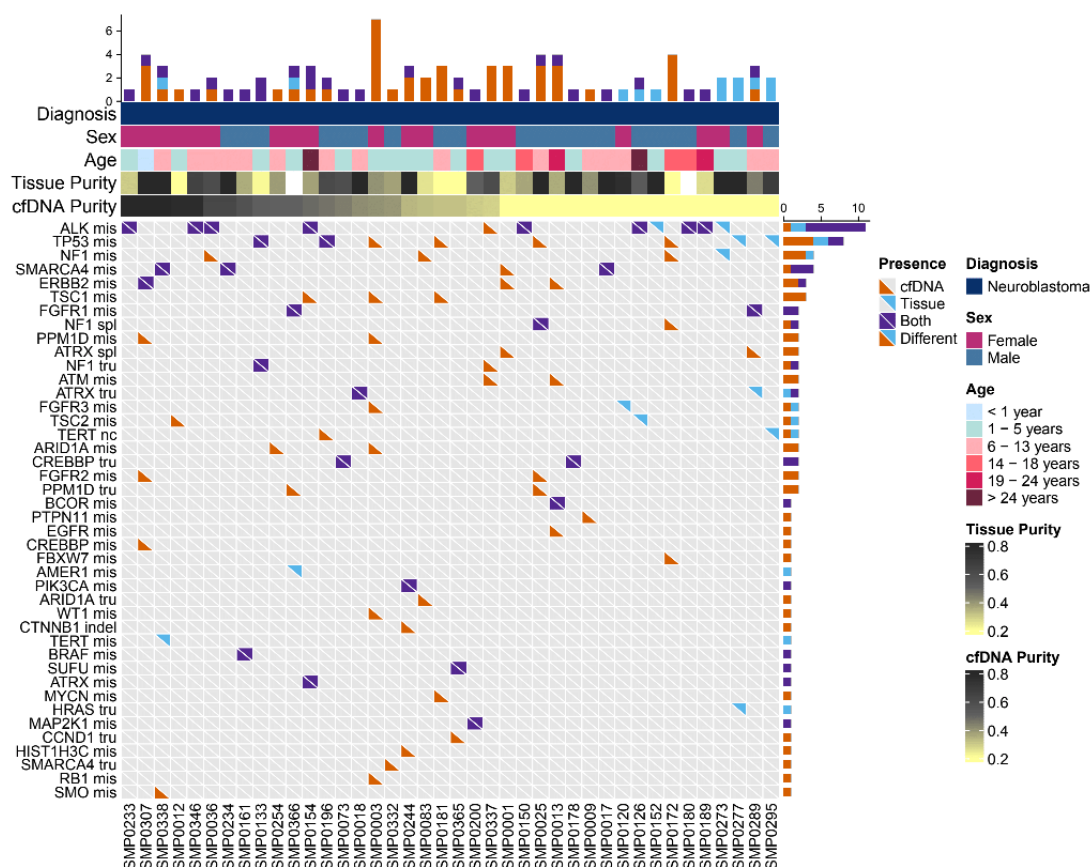 6
4
2
0
Diagnosis
Sex
Age
Tissue Purity
cfDNA Purity
0 5 10
ALK mis
TP53 mis
NF1 mis
SMARCA4 mis
ERBB2 mis
TSC1 mis
FGFR1 mis
NF1 spl
PPM1D mis
ATRX spl
NF1 tru
ATM mis
ATRX tru
FGFR3 mis
TSC2 mis
TERT nc
ARID1A mis
CREBBP tru
FGFR2 mis
PPM1D tru
BCOR mis
PTPN11 mis
EGFR mis
CREBBP mis
FBXW7 mis
AMER1 mis
PIK3CA mis
ARID1A tru
WT1 mis
CTNNB1 indel
TERT mis
BRAF mis
SUFU mis
ATRX mis
MYCN mis
HRAS tru
MAP2K1 mis
CCND1 tru
HIST1H3C mis
SMARCA4 tru
RB1 mis
SMO mis
SMP0233
SMP0307
SMP0338
SMP0012
SMP0346
SMP0036
SMP0234
SMP0161
SMP0133
SMP0254
SMP0366
SMP0154
SMP0196
SMP0073
SMP0018
SMP0003
SMP0332
SMP0244
SMP0083
SMP0181
SMP0365
SMP0200
SMP0337
SMP0001
SMP0150
SMP0025
SMP0013
SMP0178
SMP0009
SMP0017
SMP0120
SMP0126
SMP0152
SMP0172
SMP0180
SMP0189
SMP0273
SMP0277
SMP0289
SMP0295
Presence
cfDNA
Tissue
Both
Different
Diagnosis
Neuroblastoma
Sex
Female
Male
Age
< 1 year
1 – 5 years
6 – 13 years
14 – 18 years
19 – 24 years
> 24 years
Tissue Purity
0.8
0.6
0.4
0.2
cfDNA Purity
0.8
0.6
0.4
0.2